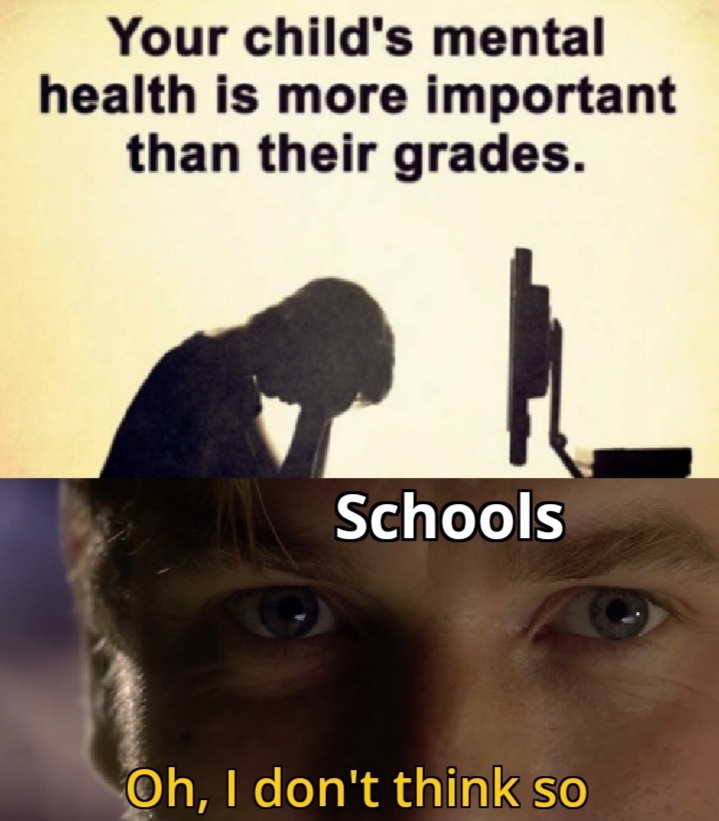 Your child's mental
health is more important
than their grades.
Schools
Oh, I don't think so